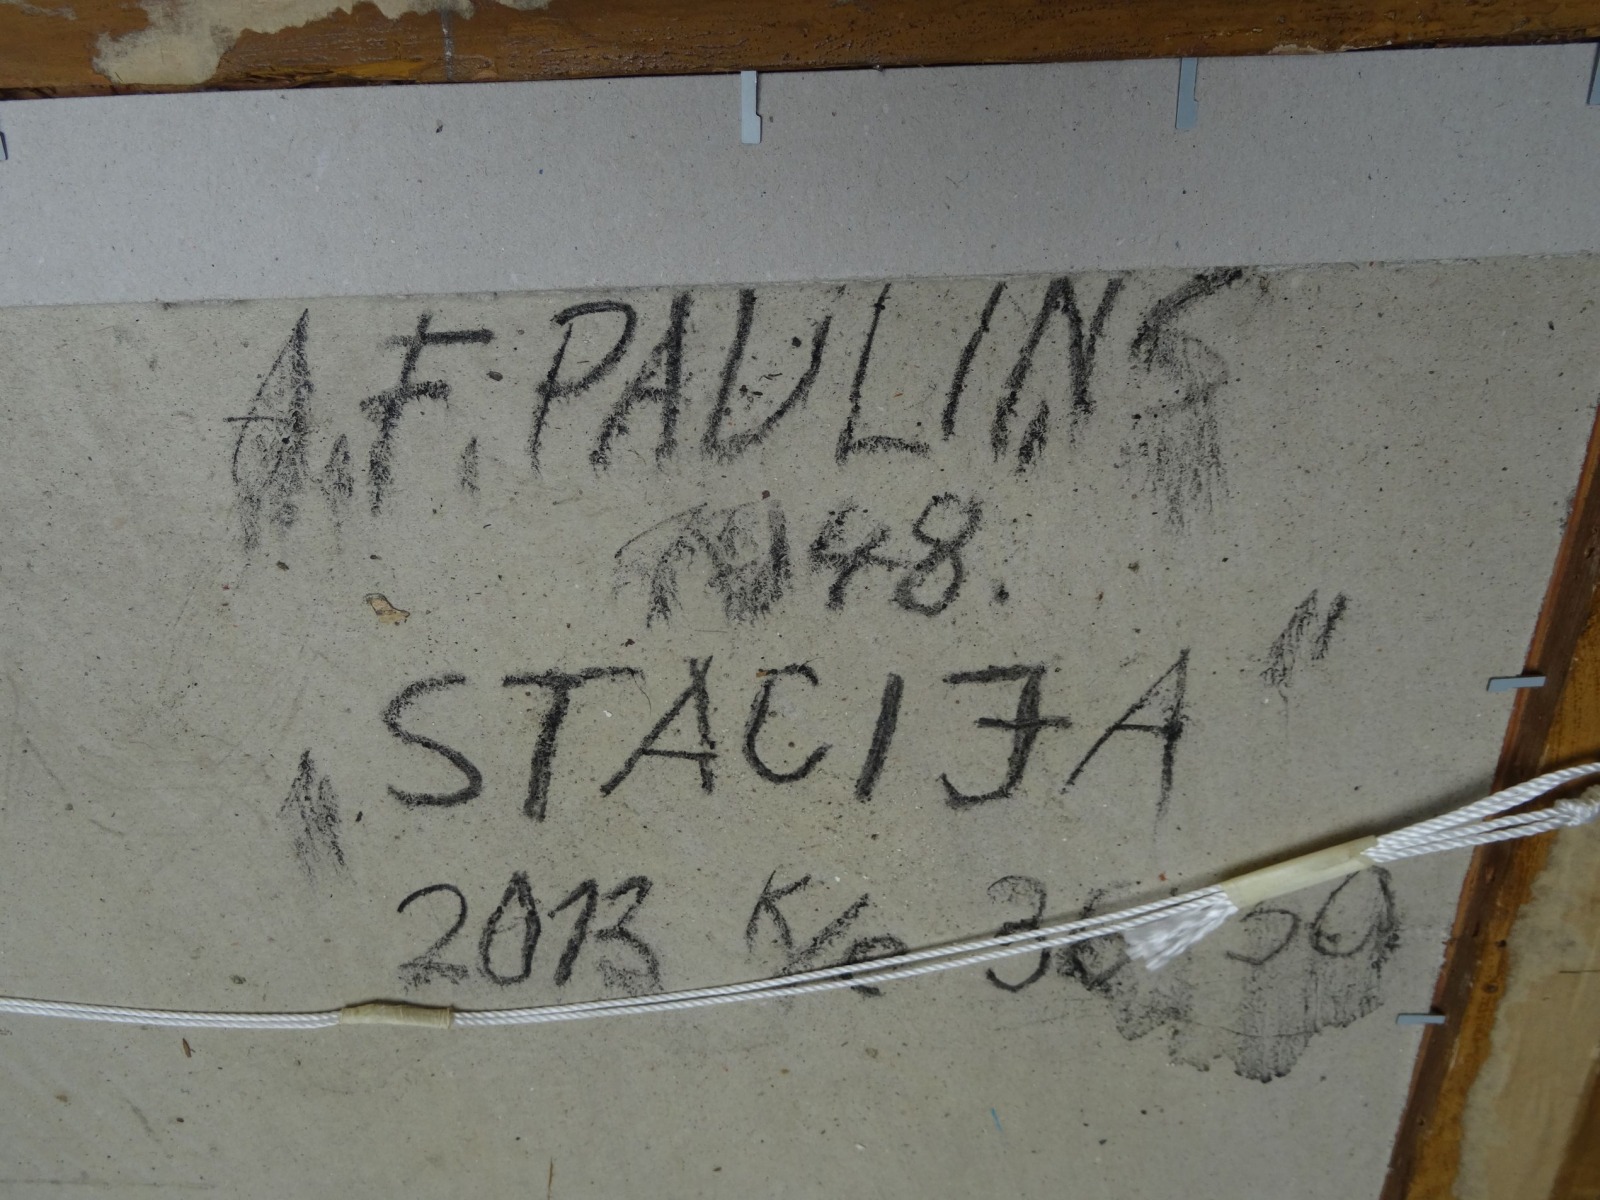 A. F. PAULINS
1948.
"STACIJA"
2013 K/e 30 50